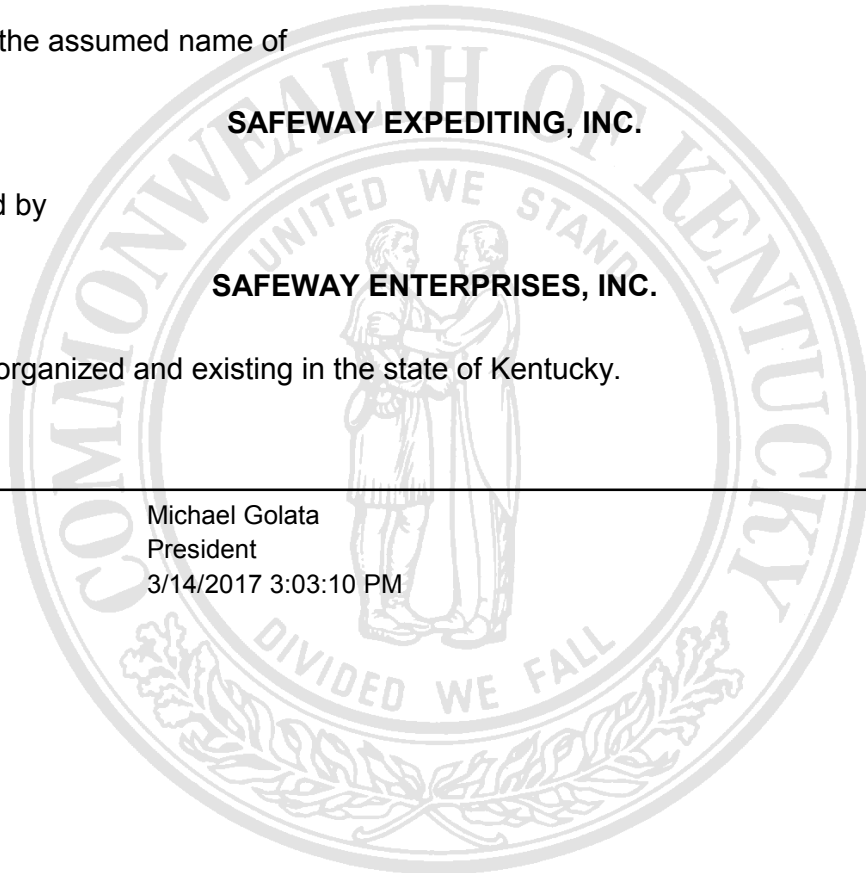 the assumed name of
SAFEWAY EXPEDITING, INC.
d by
SAFEWAY ENTERPRISES, INC.
organized and existing in the state of Kentucky.
Michael Golata
President
3/14/2017 3:03:10 PM
COMMONWEALTH OF KENTUCKY
UNITED WE STAND
DIVIDED WE FALL